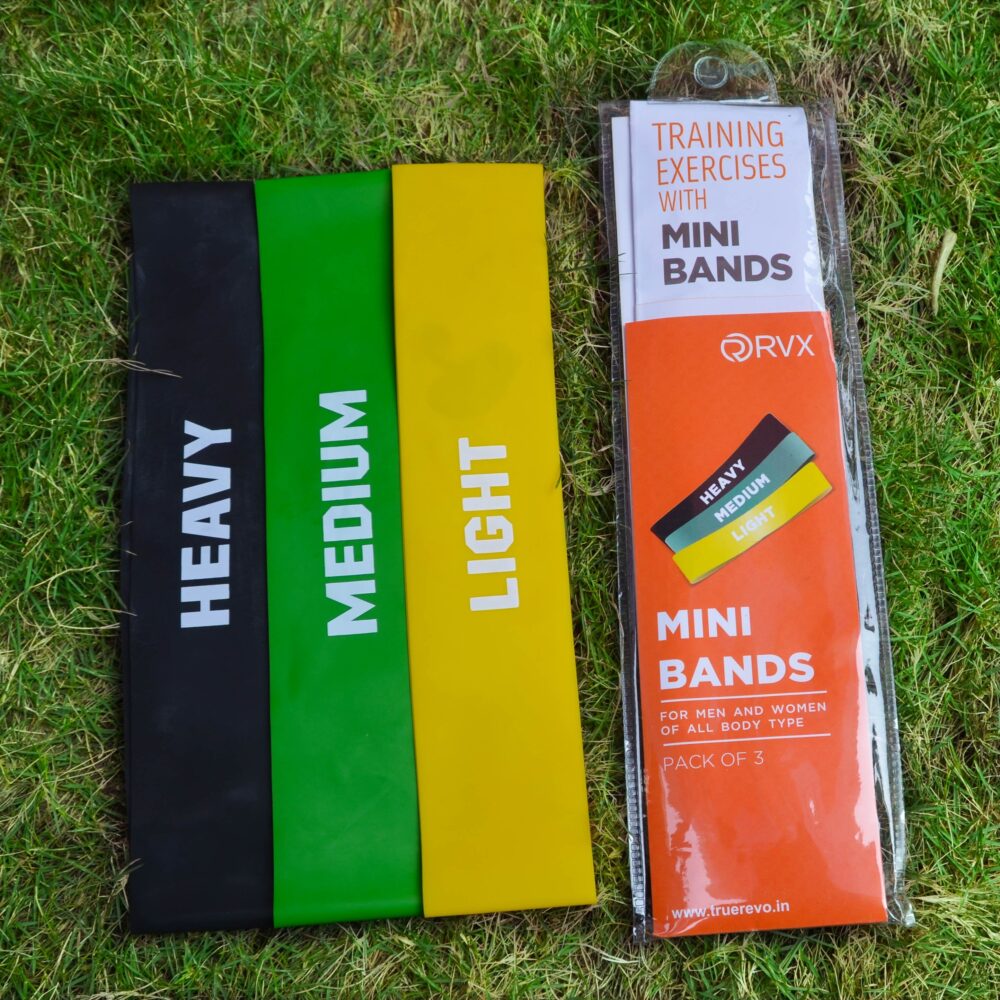 HEAVY
MEDIUM
LIGHT
TRAINING
EXERCISES
WITH
MINI
BANDS
RVX
HEAVY
MEDIUM
LIGHT
MINI
BANDS
FOR MEN AND WOMEN
OF ALL BODY TYPE
PACK OF 3
www.truerevo.in